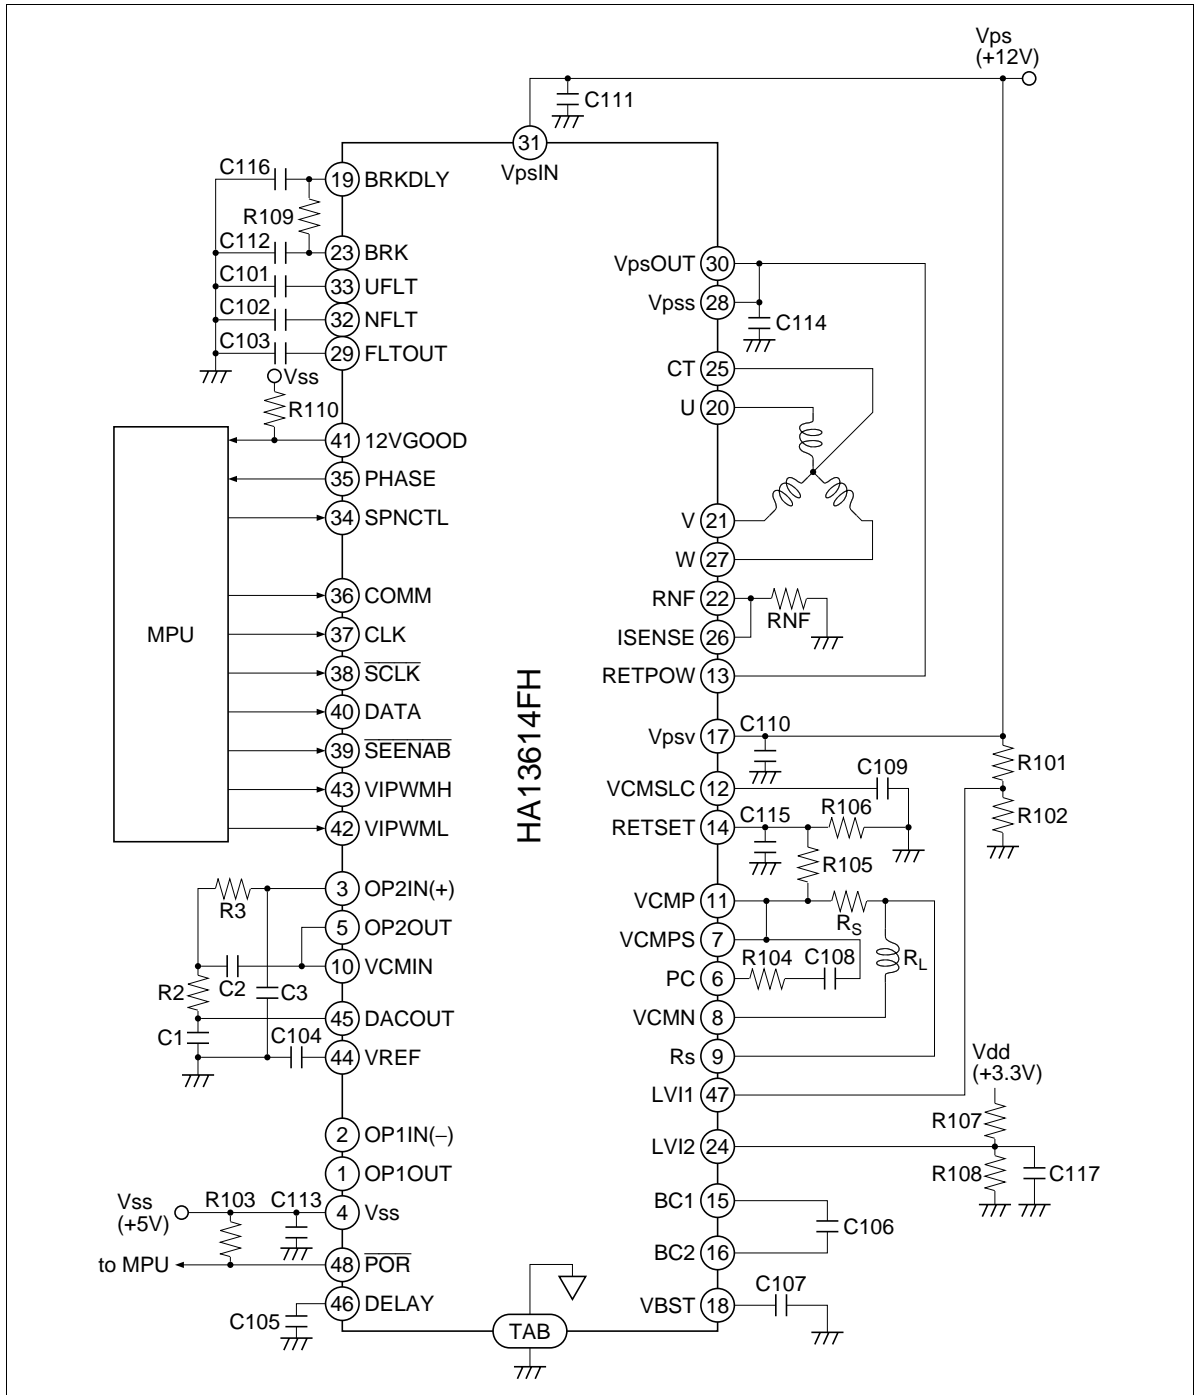 Vps
(+12V)
C111
31
VpsIN
C116
19 BRKDLY
R109
C112
23 BRK
C101
33 UFLT
C102
32 NFLT
C103
29 FLTOUT
Vss
R110
41 12VGOOD
35 PHASE
34 SPNCTL
MPU
36 COMM
37 CLK
38 SCLK
40 DATA
39 SEENAB
43 VIPWMH
42 VIPWML
3 OP2IN(+)
R3
5 OP2OUT
10 VCMIN
C2
R2
C3
45 DACOUT
C1
C104
44 VREF
2 OP1IN(−)
1 OP1OUT
Vss
(+5V)
R103
C113
4 Vss
to MPU
48 POR
46 DELAY
C105
TAB
HA13614FH
VpsOUT 30
Vpss 28
C114
CT 25
U 20
V 21
W 27
RNF 22
RNF
ISENSE 26
RETPOW 13
Vpsv 17
C110
R101
VCMSLC 12
C109
R102
RETSET 14
C115
R106
R105
VCMP 11
RS
VCMPS 7
R104
C108
RL
PC 6
VCMN 8
Rs 9
Vdd
(+3.3V)
LVI1 47
R107
LVI2 24
R108
C117
BC1 15
C106
BC2 16
C107
VBST 18